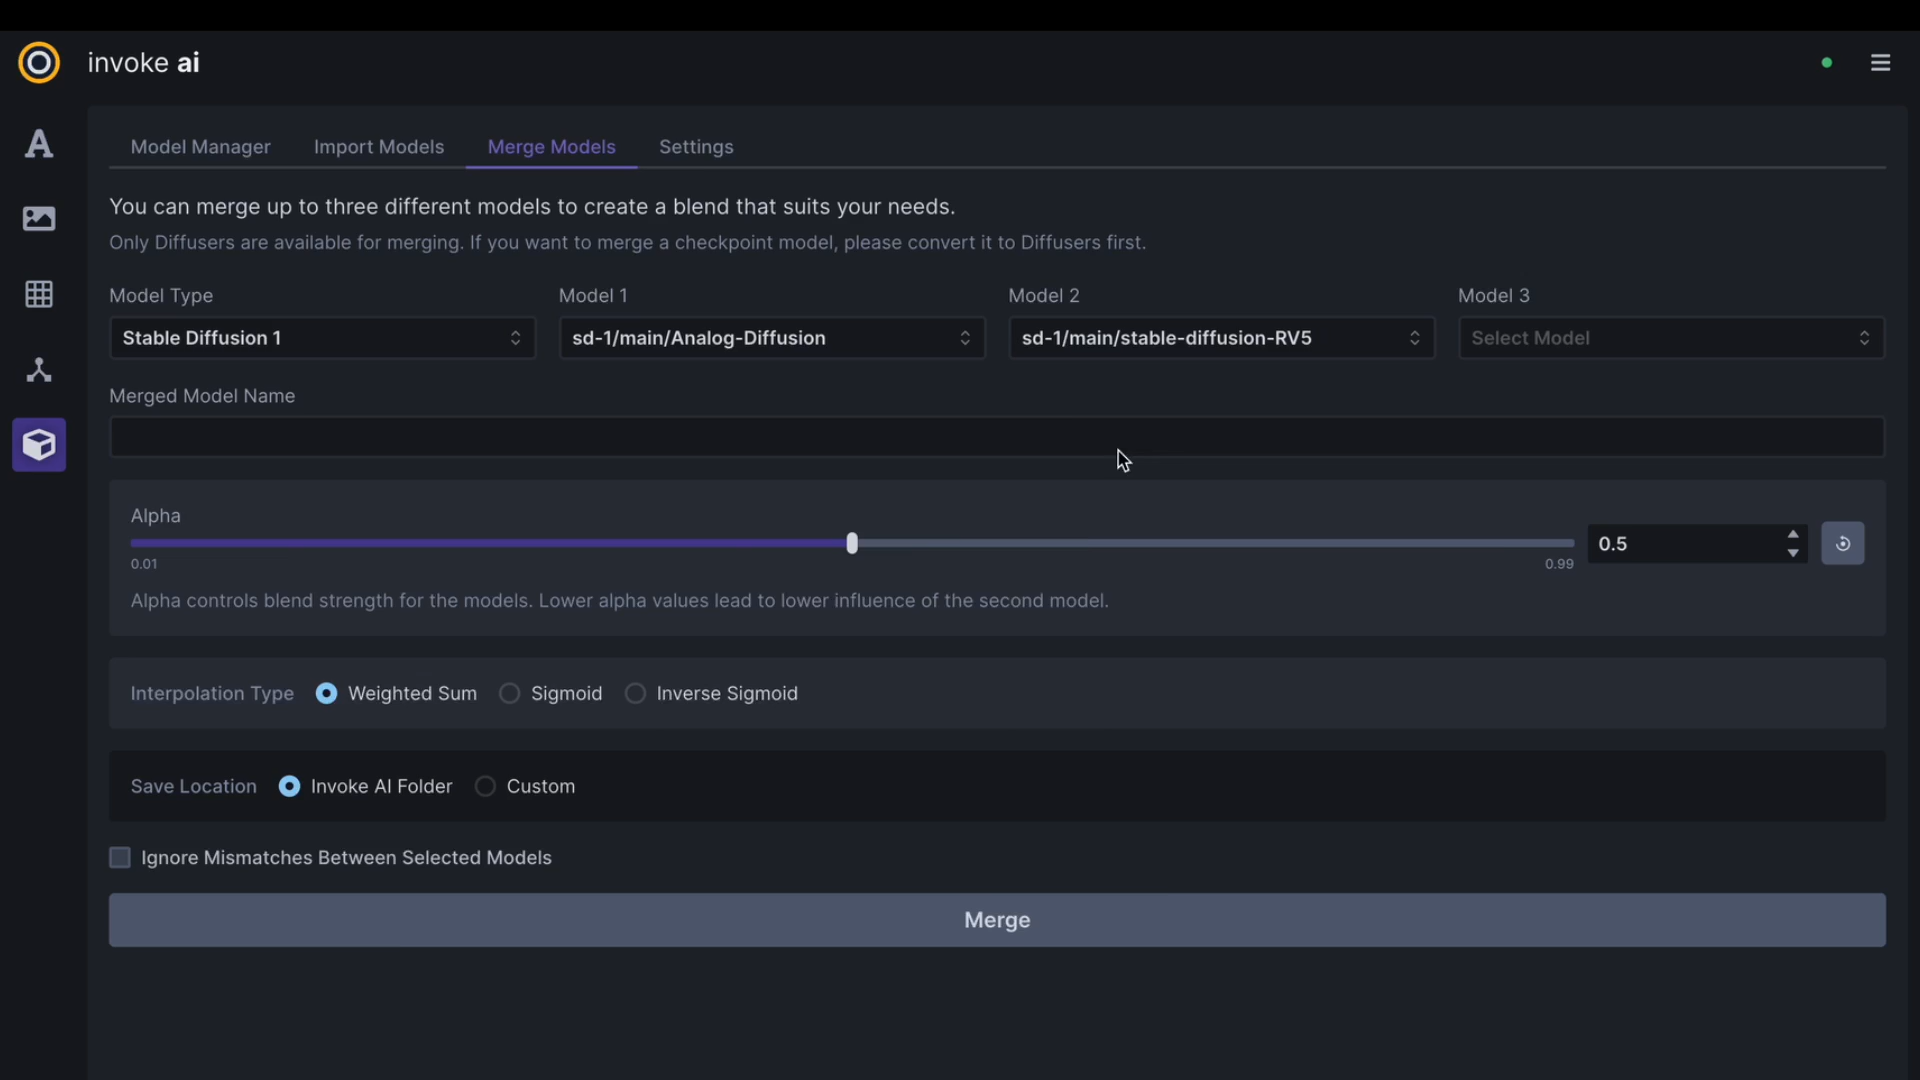 invoke ai
Model Manager Import Models Merge Models Settings
You can merge up to three different models to create a blend that suits your needs.
Only Diffusers are available for merging. If you want to merge a checkpoint model, please convert it to Diffusers first.
Model Type Model 1 Model 2 Model 3
Stable Diffusion 1 sd-1/main/Analog-Diffusion sd-1/main/stable-diffusion-RV5 Select Model
Merged Model Name
Alpha
0.5
0.01 0.99
Alpha controls blend strength for the models. Lower alpha values lead to lower influence of the second model.
Interpolation Type Weighted Sum Sigmoid Inverse Sigmoid
Save Location Invoke AI Folder Custom
Ignore Mismatches Between Selected Models
Merge